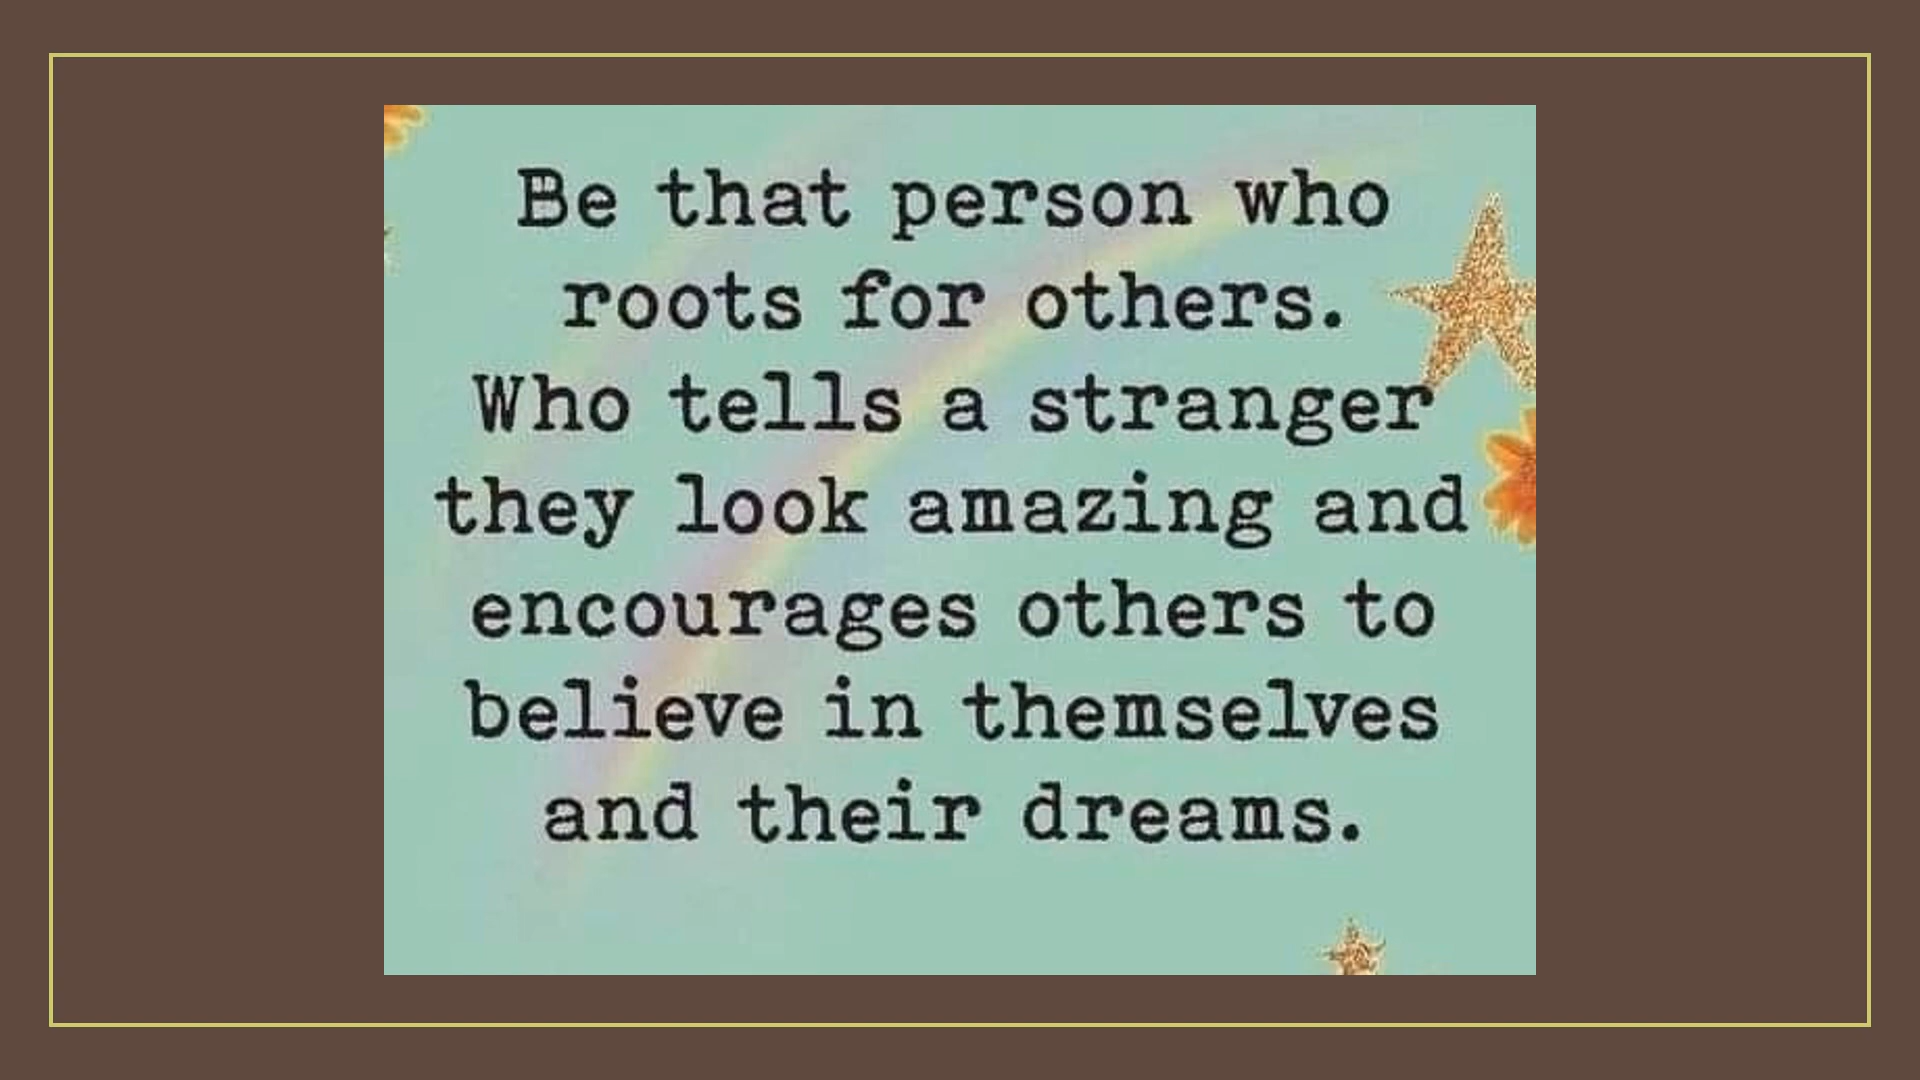 Be that person who
roots for others.
Who tells a stranger
they look amazing and
encourages others to
believe in themselves
and their dreams.